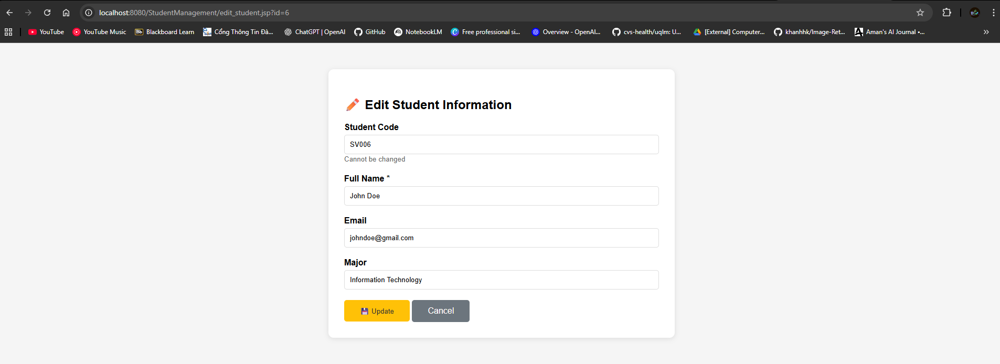 localhost:8080/StudentManagement/edit_student.jsp?id=6
YouTube YouTube Music Bb Blackboard Learn Cổng Thông Tin Đà... ChatGPT | OpenAI GitHub NotebookLM Free professional si... Overview - OpenAI... cvs-health/uqlm: U... [External] Computer... khanhhk/Image-Ret... Aman's AI Journal •...
Edit Student Information
Student Code
SV006
Cannot be changed
Full Name *
John Doe
Email
johndoe@gmail.com
Major
Information Technology
Update Cancel